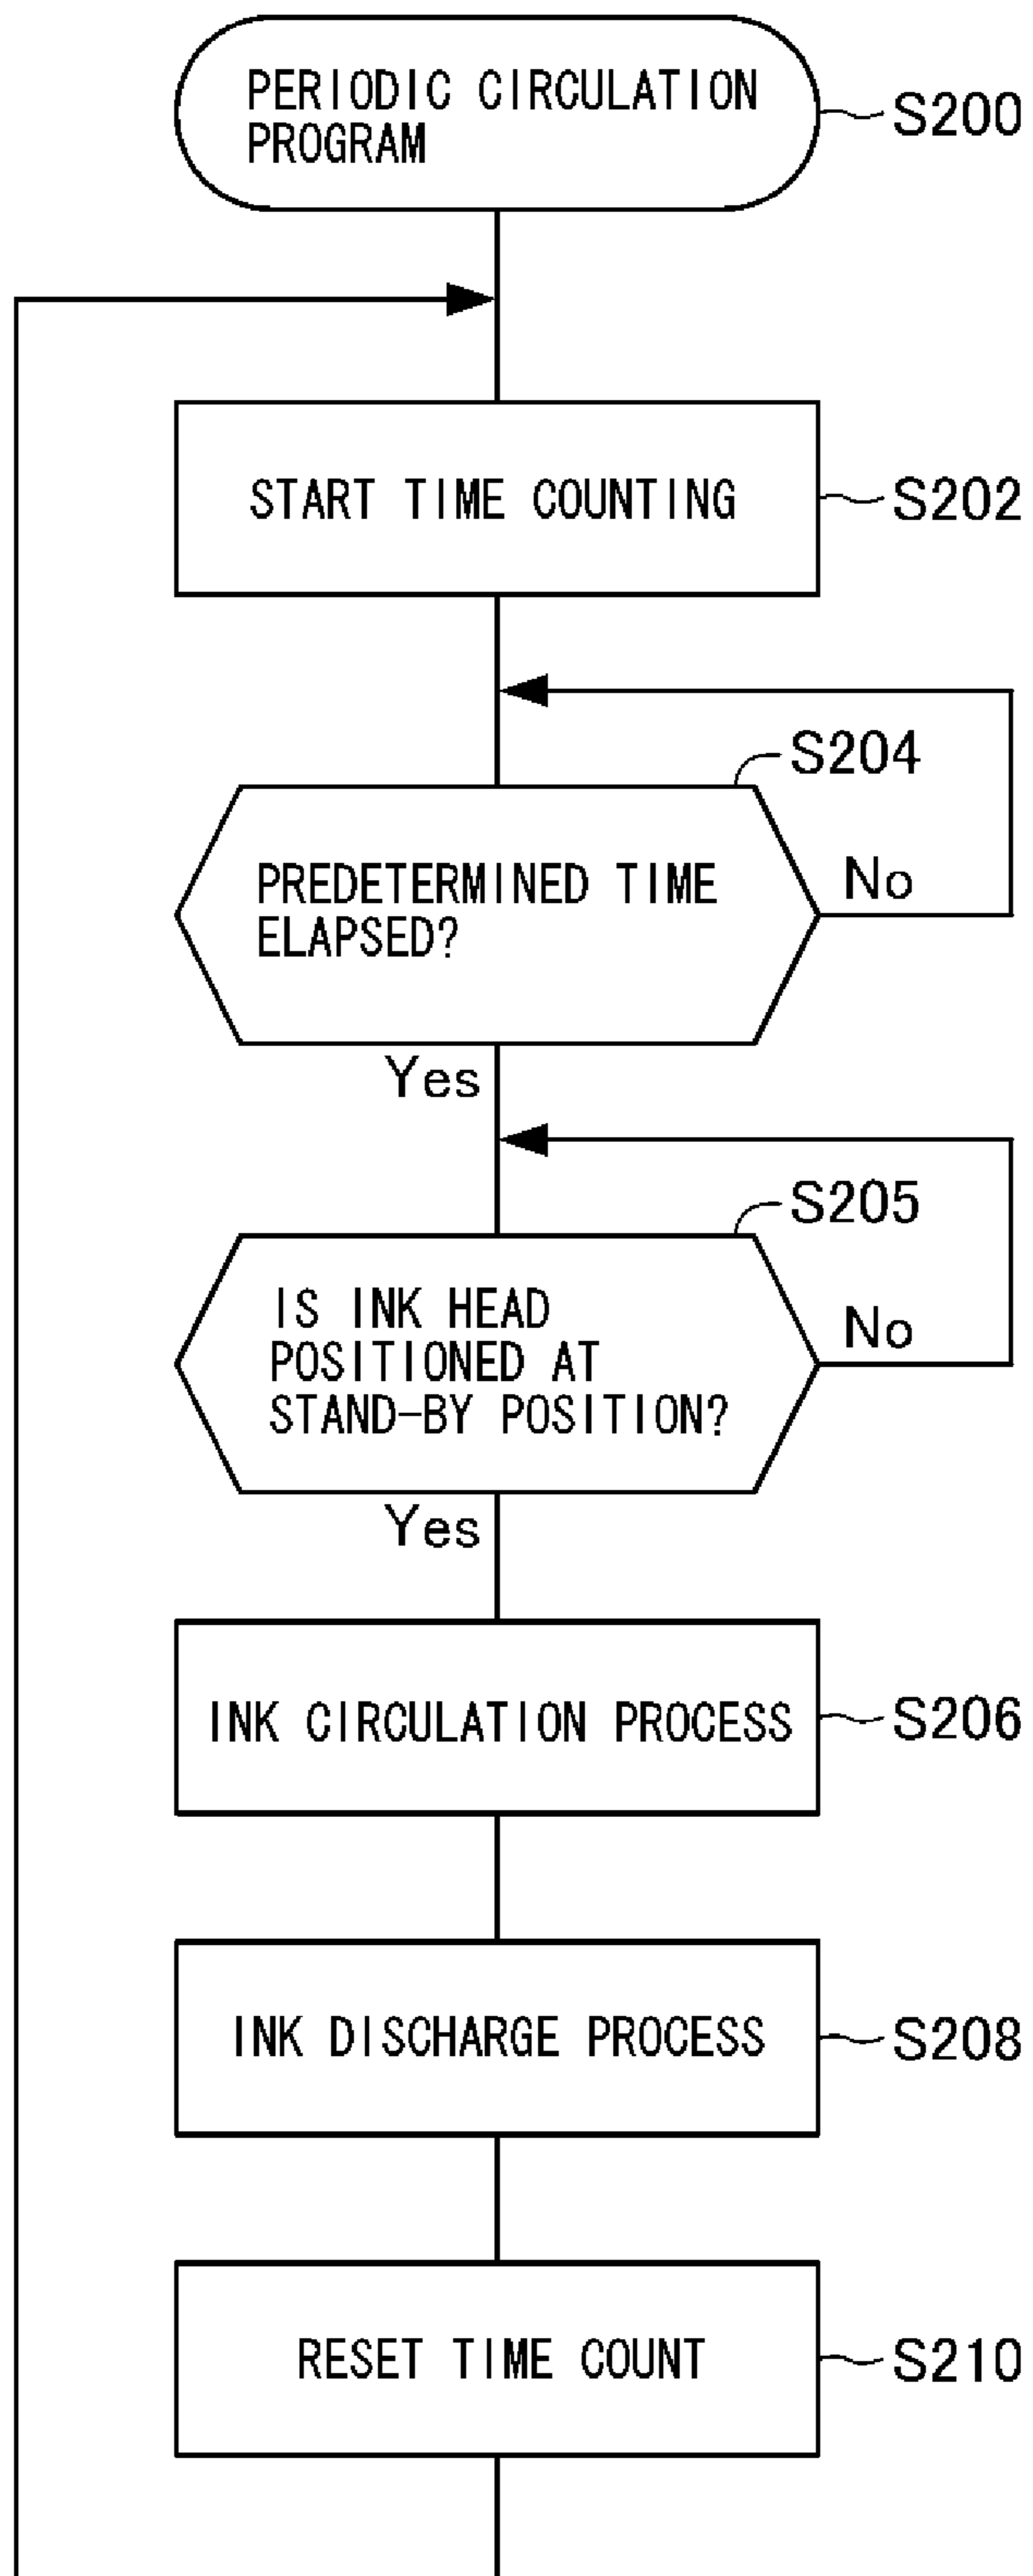 PERIODIC CIRCULATION
PROGRAM
S200
START TIME COUNTING
S202
S204
PREDETERMINED TIME
ELAPSED?
No
Yes
S205
IS INK HEAD
POSITIONED AT
STAND-BY POSITION?
No
Yes
INK CIRCULATION PROCESS
S206
INK DISCHARGE PROCESS
S208
RESET TIME COUNT
S210